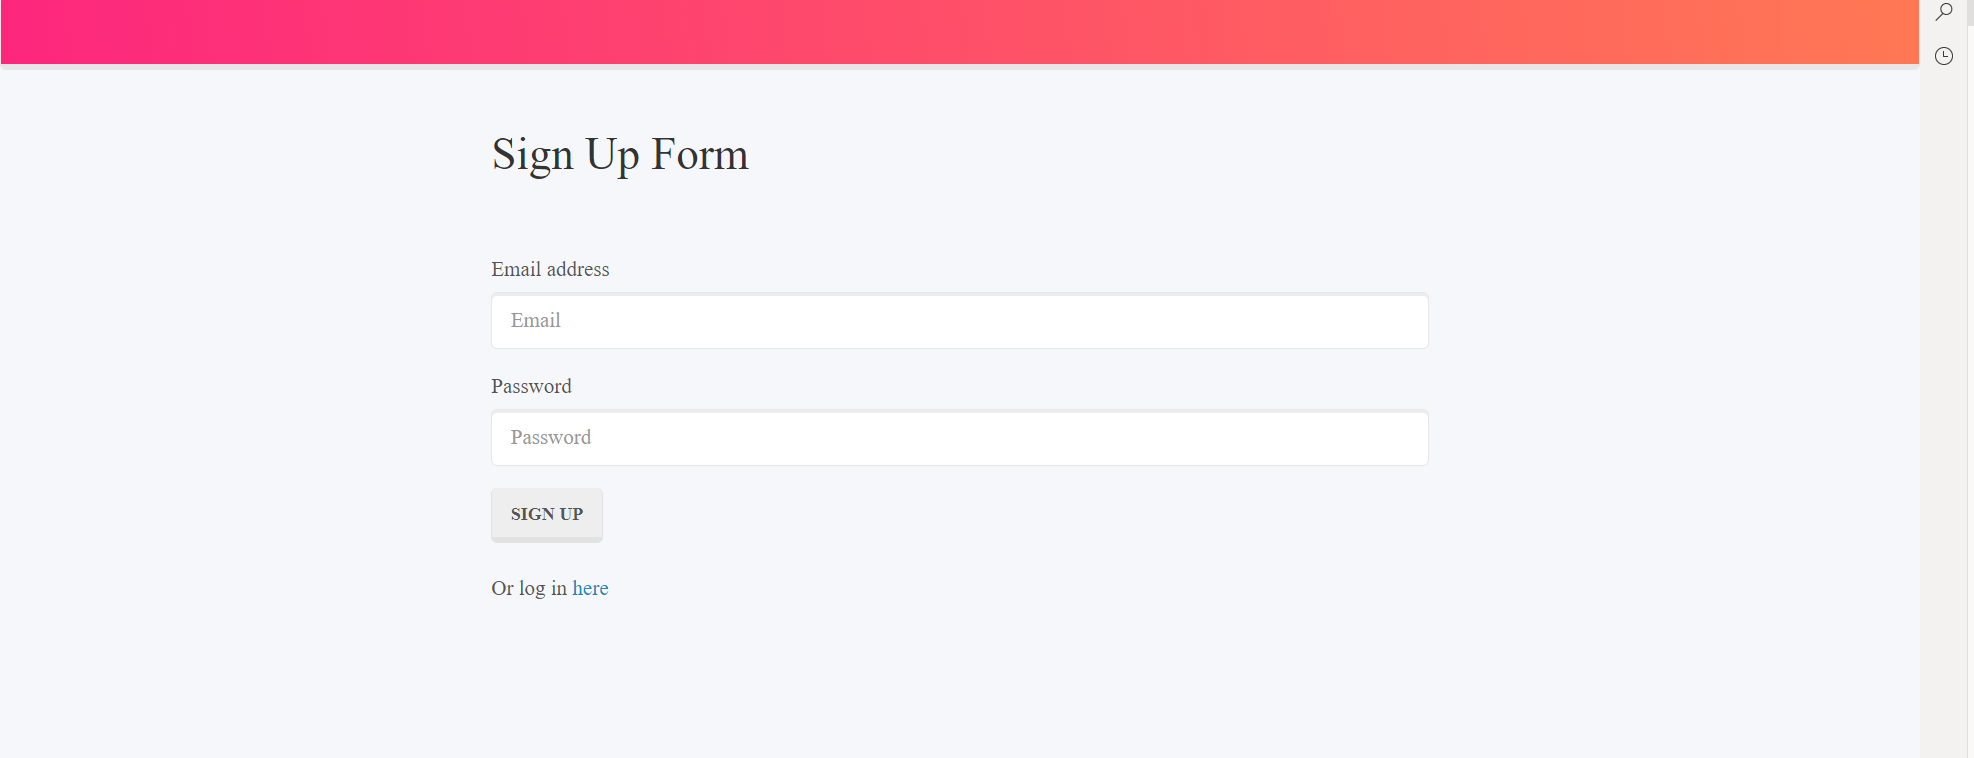 Sign Up Form
Email address
Email
Password
Password
SIGN UP
Or log in here